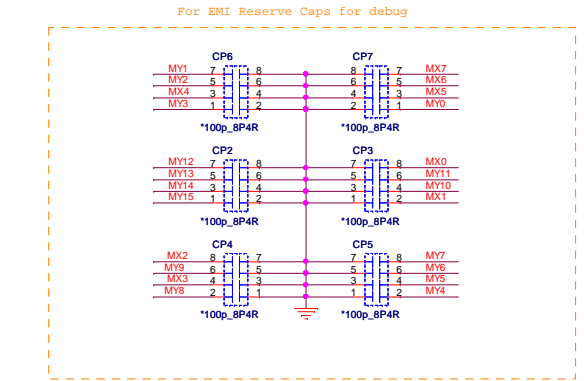 For EMI Reserve Caps for debug
CP6 CP7
MY1 7 8 8 7 MX7
MY2 5 6 6 5 MX6
MX4 3 4 4 3 MX5
MY3 1 2 2 1 MY0
*100p_8P4R *100p_8P4R
CP2 CP3
MY12 7 8 7 8 MX0
MY13 5 6 5 6 MY11
MY14 3 4 3 4 MY10
MY15 1 2 1 2 MX1
*100p_8P4R *100p_8P4R
CP4 CP5
MX2 8 7 7 8 MY7
MY9 6 5 5 6 MY6
MX3 4 3 3 4 MY5
MY8 2 1 1 2 MY4
*100p_8P4R *100p_8P4R